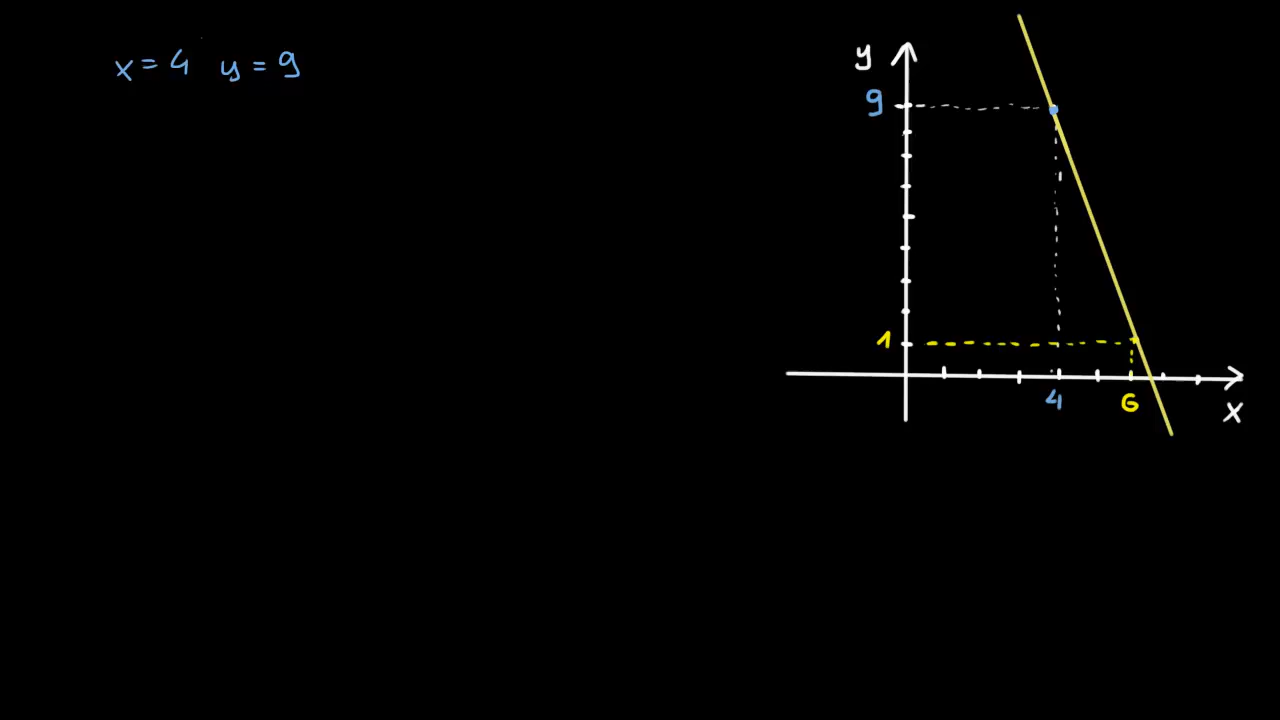 x = 4 y = 9
y
9
1
4 6
x